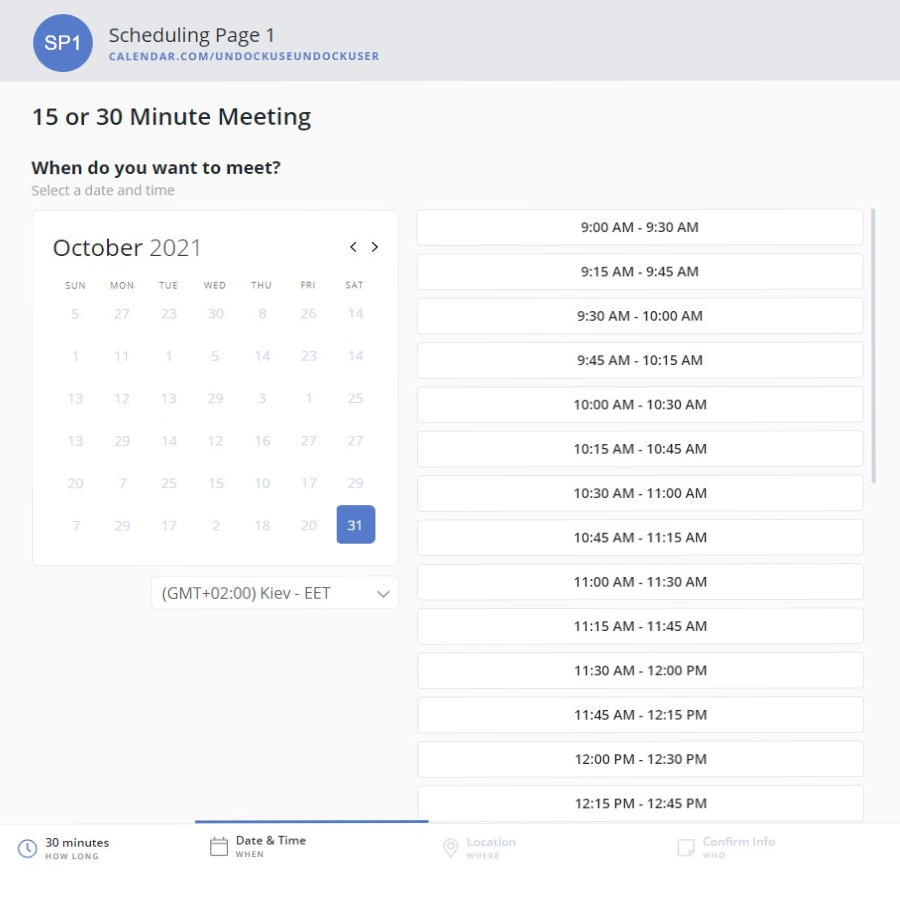 SP1
Scheduling Page 1
CALENDAR.COM/UNDOCKUSEUNDOCKUSER
15 or 30 Minute Meeting
When do you want to meet?
Select a date and time
October 2021
SUN MON TUE WED THU FRI SAT
5 27 23 30 8 26 14
1 11 1 5 14 23 14
13 12 13 29 3 1 25
13 29 14 12 16 27 27
20 7 25 15 10 17 29
7 29 17 2 18 20 31
(GMT+02:00) Kiev - EET
9:00 AM - 9:30 AM
9:15 AM - 9:45 AM
9:30 AM - 10:00 AM
9:45 AM - 10:15 AM
10:00 AM - 10:30 AM
10:15 AM - 10:45 AM
10:30 AM - 11:00 AM
10:45 AM - 11:15 AM
11:00 AM - 11:30 AM
11:15 AM - 11:45 AM
11:30 AM - 12:00 PM
11:45 AM - 12:15 PM
12:00 PM - 12:30 PM
12:15 PM - 12:45 PM
30 minutes
HOW LONG
Date & Time
WHEN
Location
WHERE
Confirm Info
WHO